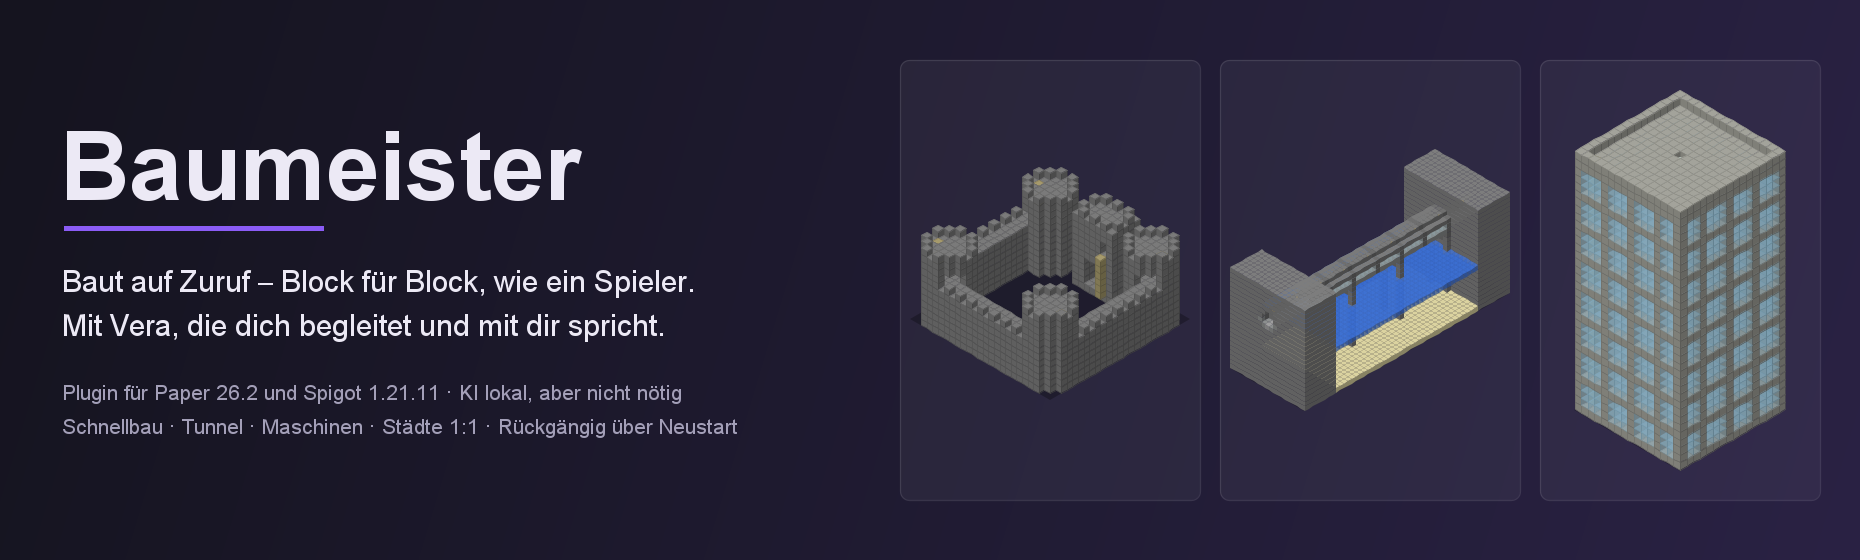 Baumeister
Baut auf Zuruf – Block für Block, wie ein Spieler.
Mit Vera, die dich begleitet und mit dir spricht.
Plugin für Paper 26.2 und Spigot 1.21.11 · KI lokal, aber nicht nötig
Schnellbau · Tunnel · Maschinen · Städte 1:1 · Rückgängig über Neustart